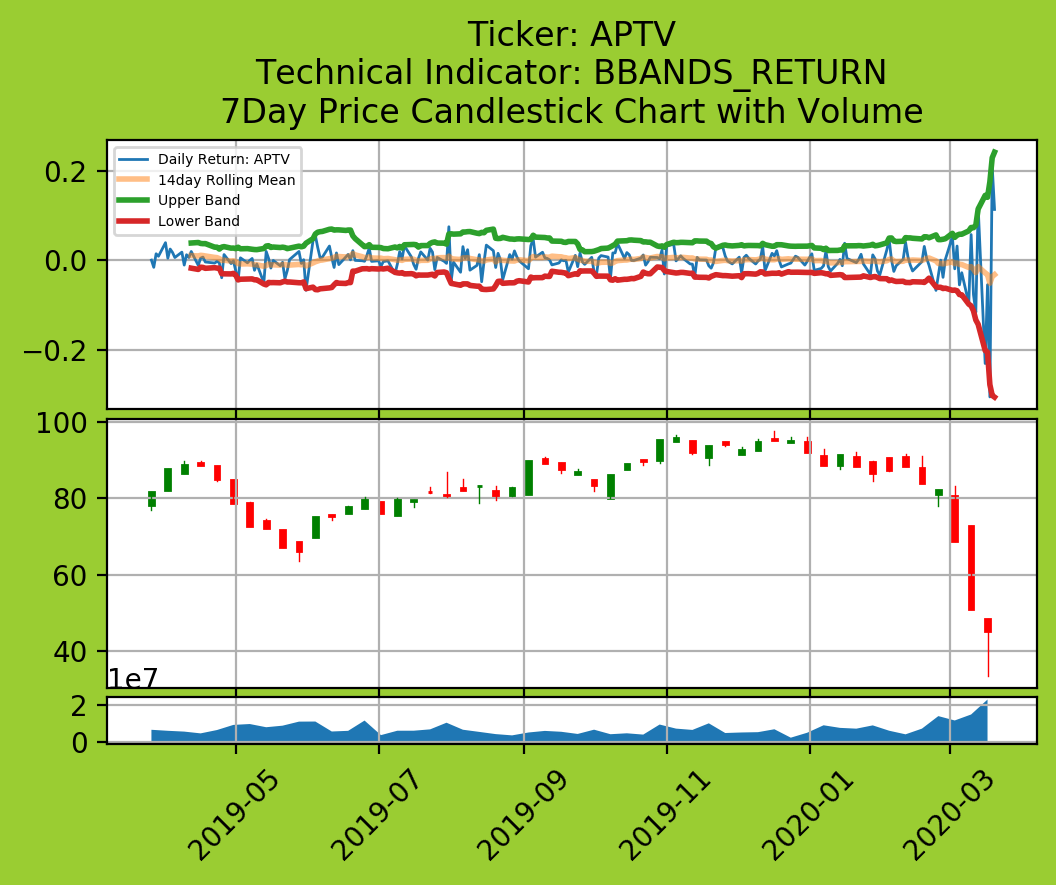 Ticker: APTV
Technical Indicator: BBANDS_RETURN
7Day Price Candlestick Chart with Volume
Daily Return: APTV
14day Rolling Mean
Upper Band
Lower Band
0.2
0.0
−0.2
100
80
60
40
1e7
2
0
2019-05
2019-07
2019-09
2019-11
2020-01
2020-03